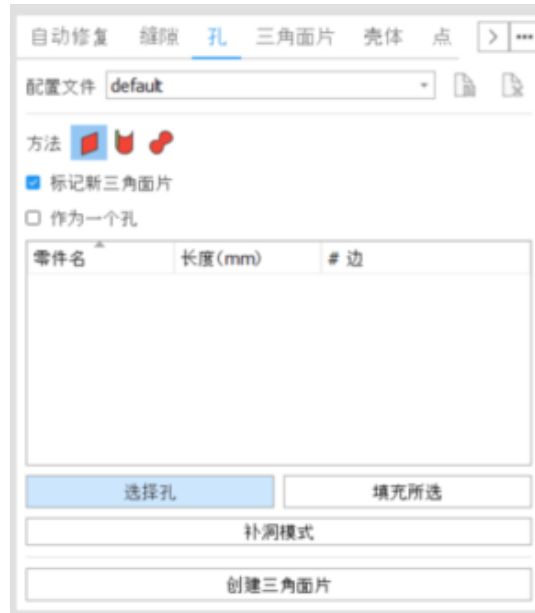 自动修复 缝隙 孔 三角面片 壳体 点
配置文件 default
方法
标记新三角面片
作为一个孔
零件名 长度(mm) # 边
选择孔 填充所选
补洞模式
创建三角面片